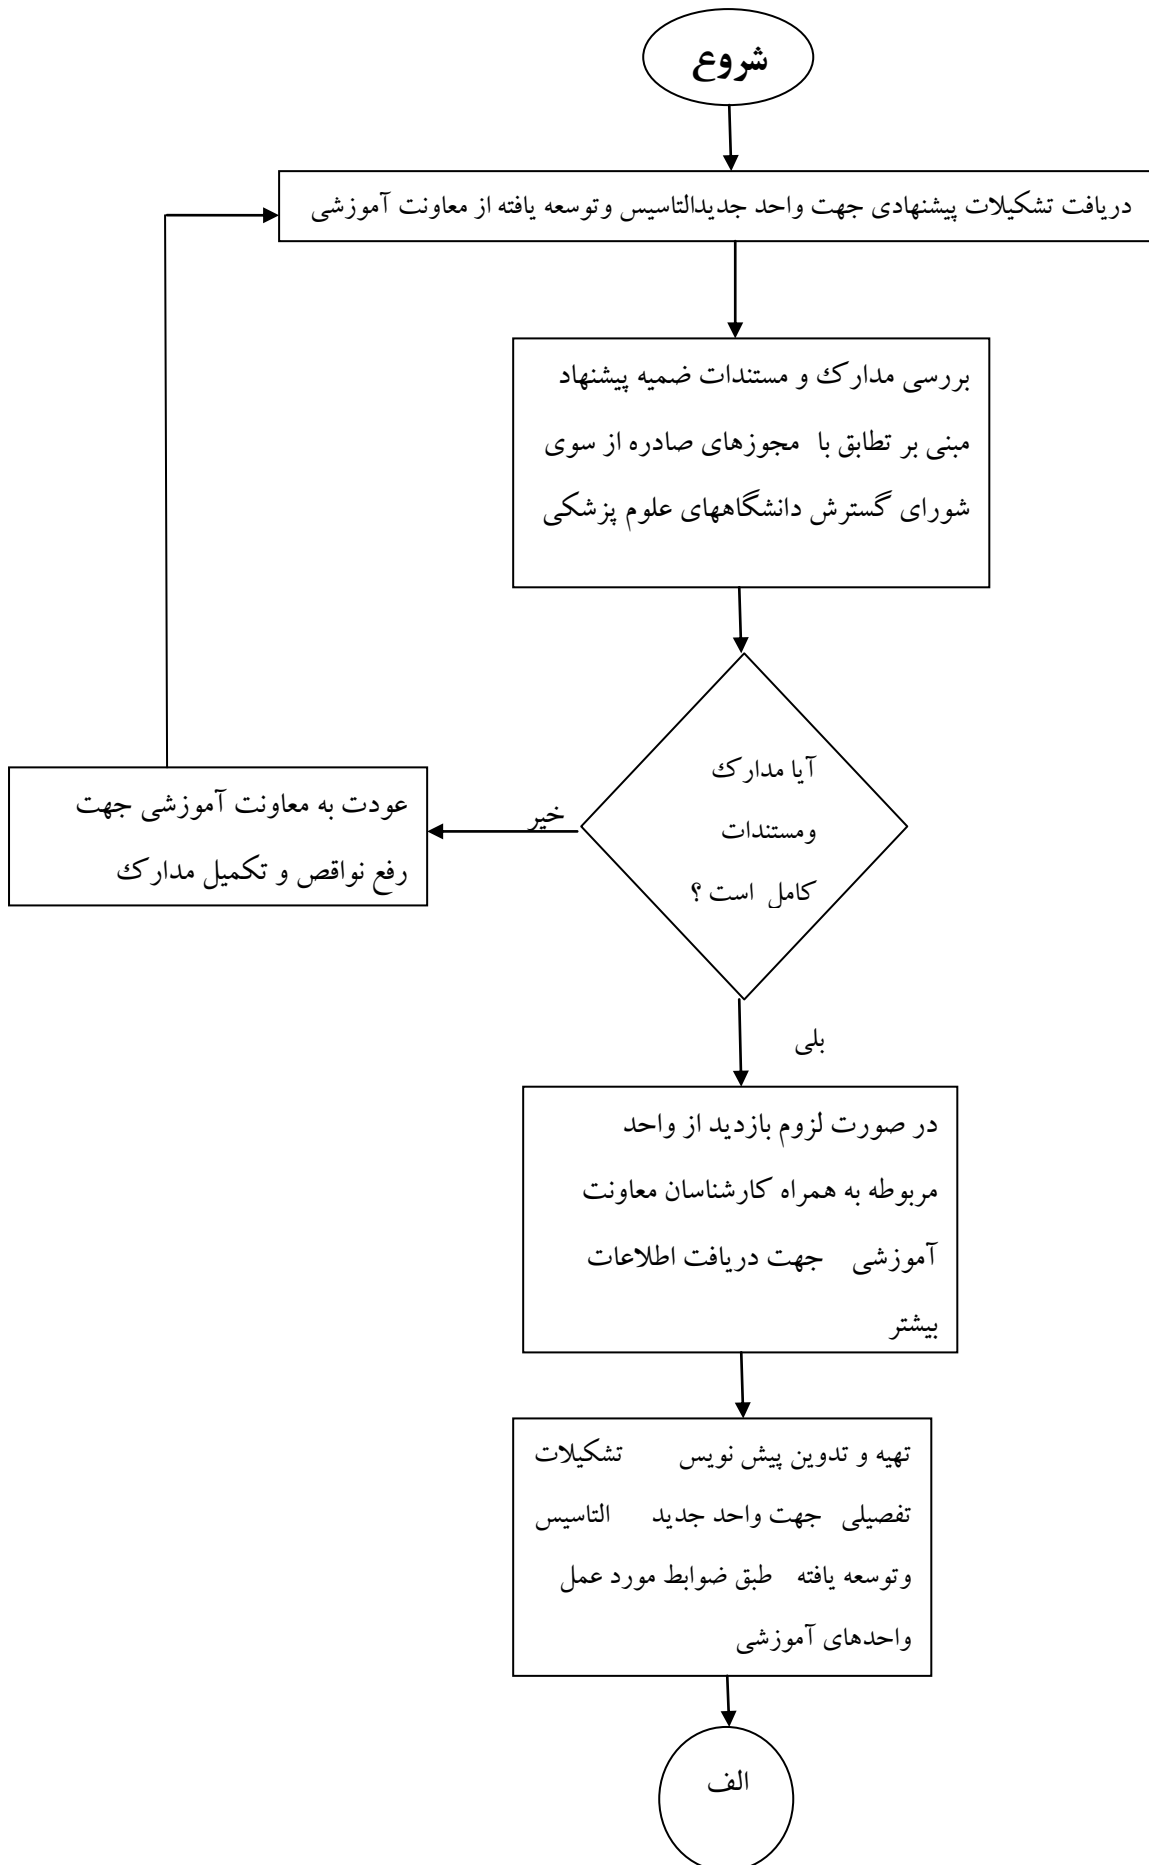 شروع
دریافت تشکیلات پیشنهادی جهت واحد جدیدالتاسیس وتوسعه یافته از معاونت آموزشی
بررسی مدارک و مستندات ضمیه پیشنهاد
مبنی بر تطابق با مجوزهای صادره از سوی
شورای گسترش دانشگاههای علوم پزشکی
آیا مدارک
ومستندات
کامل است ؟
خیر
عودت به معاونت آموزشی جهت
رفع نواقص و تکمیل مدارک
بلی
در صورت لزوم بازدید از واحد
مربوطه به همراه کارشناسان معاونت
آموزشی جهت دریافت اطلاعات
بیشتر
تهیه و تدوین پیش نویس تشکیلات
تفصیلی جهت واحد جدید التاسیس
وتوسعه یافته طبق ضوابط مورد عمل
واحدهای آموزشی
الف